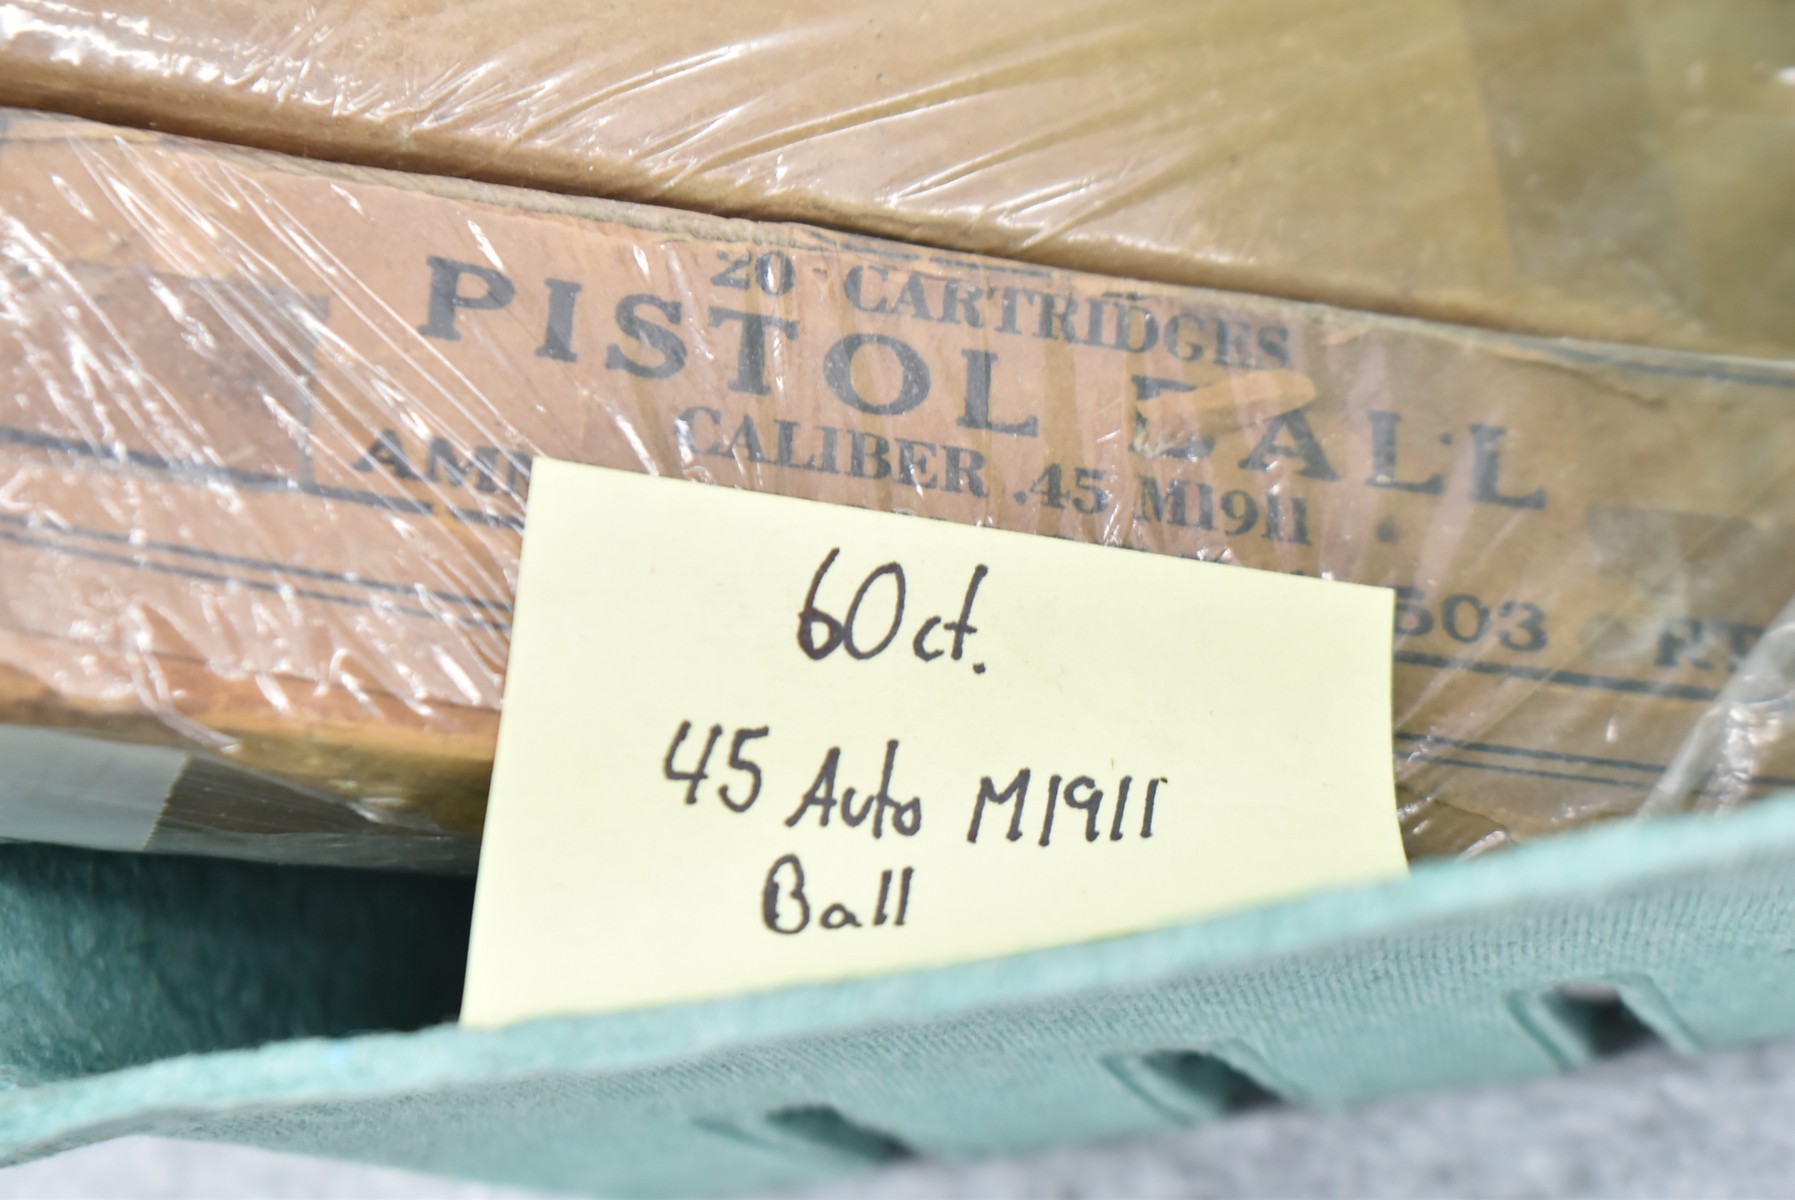 20 CARTRIDGES
PISTOL BALL
CALIBER .45 M1911
503
60 ct.
45 Auto M1911
Ball